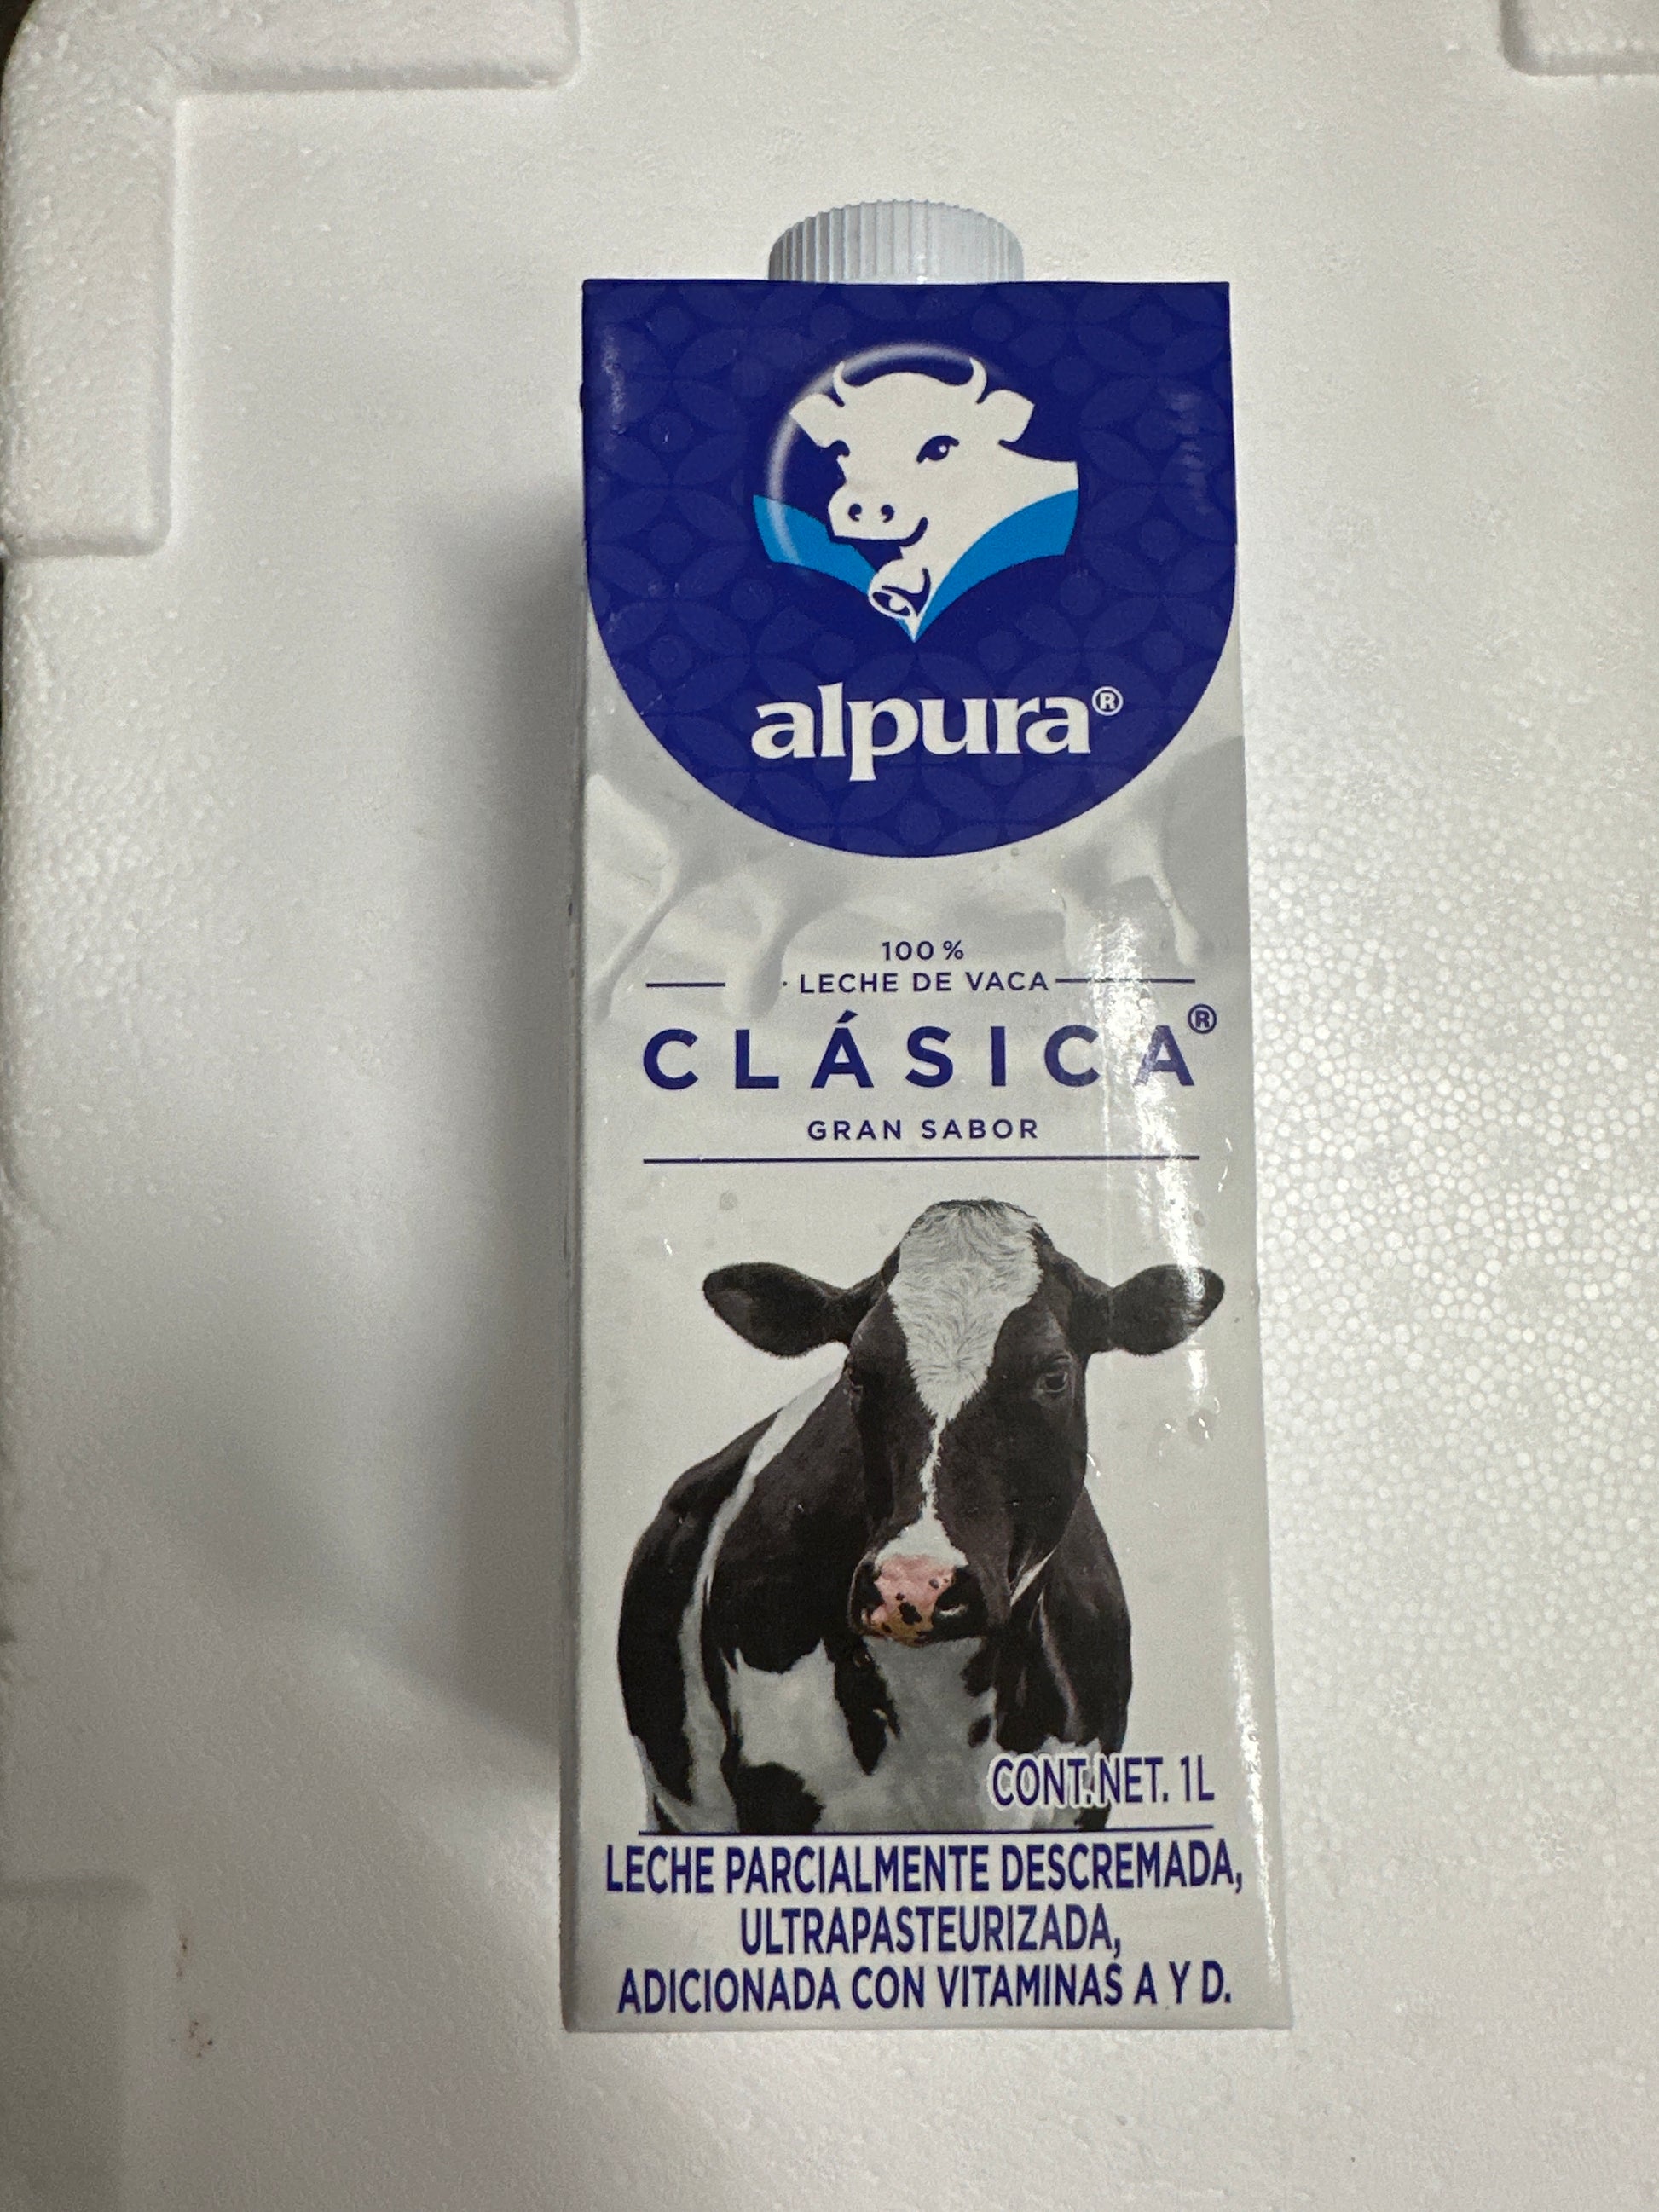 alpura®
100%
LECHE DE VACA
CLÁSICA®
GRAN SABOR
CONT. NET. 1L
LECHE PARCIALMENTE DESCREMADA,
ULTRAPASTEURIZADA,
ADICIONADA CON VITAMINAS A Y D.